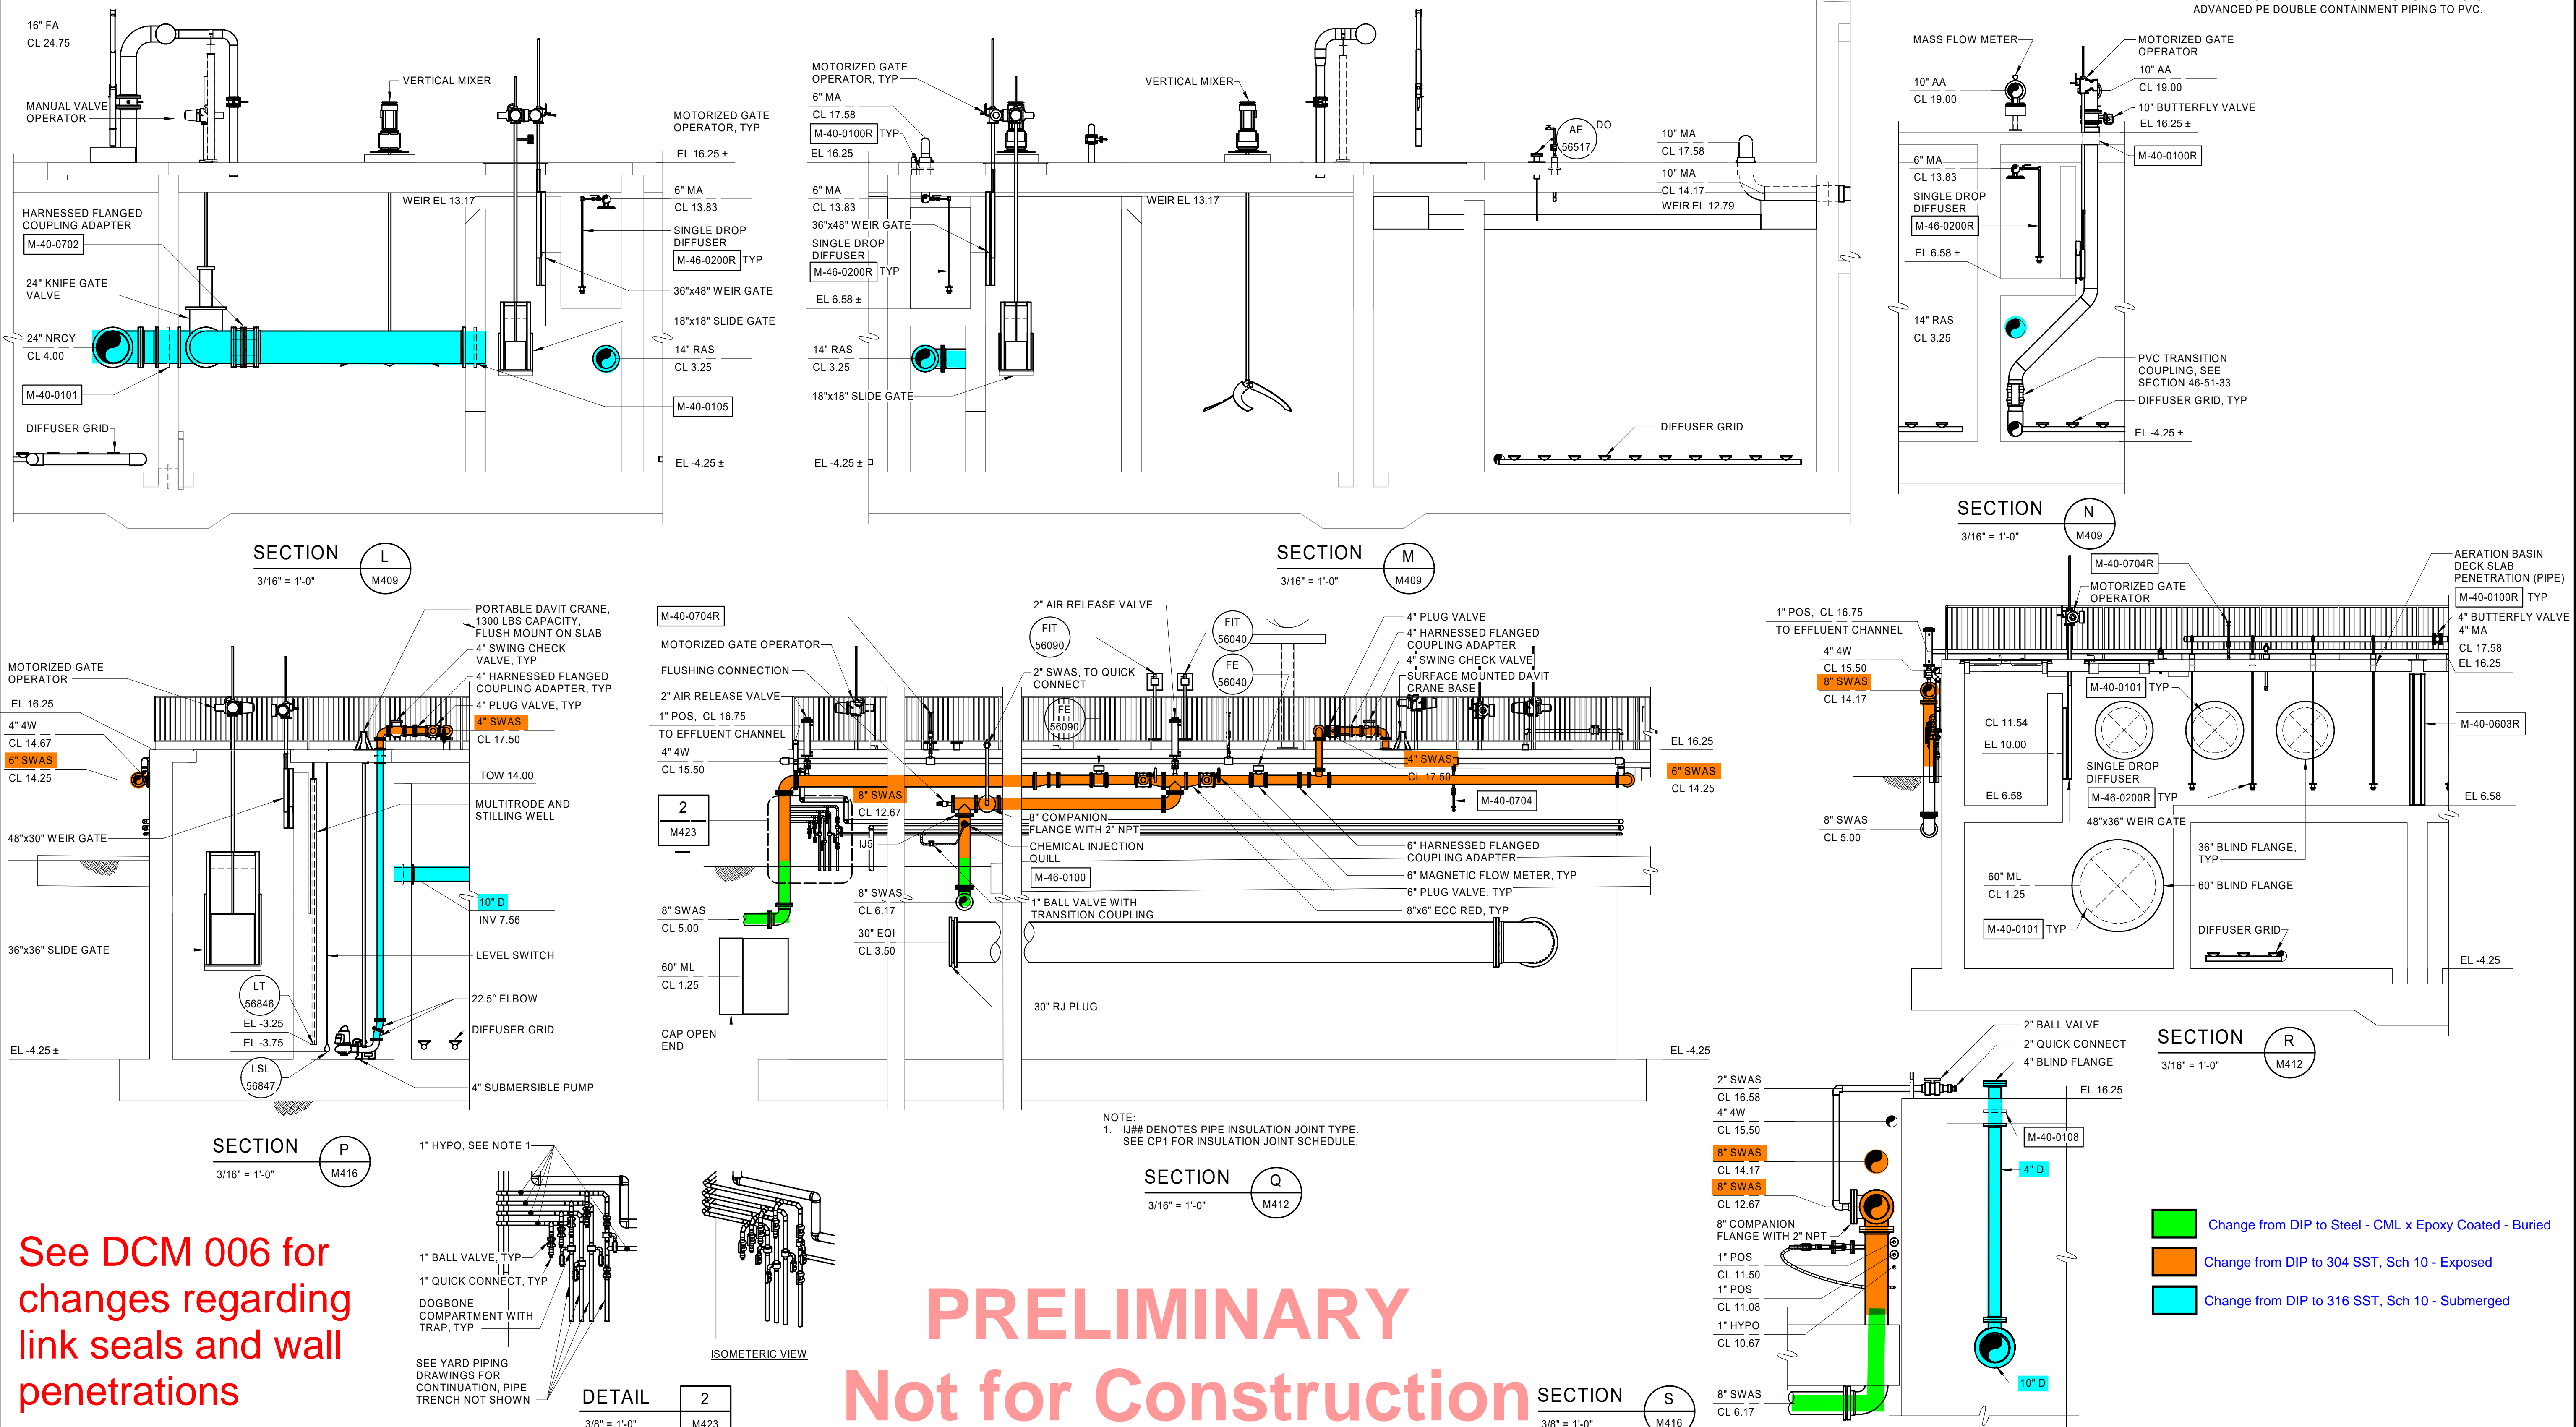 ADVANCED PE DOUBLE CONTAINMENT PIPING TO PVC.
16" FA
CL 24.75
MANUAL VALVE
OPERATOR
VERTICAL MIXER
MOTORIZED GATE
OPERATOR, TYP
EL 16.25 ±
HARNESSED FLANGED
COUPLING ADAPTER
M-40-0702
WEIR EL 13.17
6" MA
CL 13.83
SINGLE DROP
DIFFUSER
M-46-0200R TYP
24" KNIFE GATE
VALVE
36"x48" WEIR GATE
18"x18" SLIDE GATE
24" NRCY
CL 4.00
14" RAS
CL 3.25
M-40-0101
M-40-0105
DIFFUSER GRID
EL -4.25 ±
SECTION L
3/16" = 1'-0" M409
MOTORIZED GATE
OPERATOR, TYP
6" MA
CL 17.58
M-40-0100R TYP
EL 16.25
VERTICAL MIXER
AE
56517
DO
10" MA
CL 17.58
10" MA
CL 14.17
WEIR EL 12.79
6" MA
CL 13.83
WEIR EL 13.17
36"x48" WEIR GATE
SINGLE DROP
DIFFUSER
M-46-0200R TYP
EL 6.58 ±
14" RAS
CL 3.25
18"x18" SLIDE GATE
DIFFUSER GRID
EL -4.25 ±
SECTION M
3/16" = 1'-0" M409
MASS FLOW METER
MOTORIZED GATE
OPERATOR
10" AA
CL 19.00
10" AA
CL 19.00
10" BUTTERFLY VALVE
EL 16.25 ±
M-40-0100R
6" MA
CL 13.83
SINGLE DROP
DIFFUSER
M-46-0200R
EL 6.58 ±
14" RAS
CL 3.25
PVC TRANSITION
COUPLING, SEE
SECTION 46-51-33
DIFFUSER GRID, TYP
EL -4.25 ±
SECTION N
3/16" = 1'-0" M409
PORTABLE DAVIT CRANE,
1300 LBS CAPACITY,
FLUSH MOUNT ON SLAB
4" SWING CHECK
VALVE, TYP
4" HARNESSED FLANGED
COUPLING ADAPTER, TYP
4" PLUG VALVE, TYP
4" SWAS
CL 17.50
MOTORIZED GATE
OPERATOR
EL 16.25
4" 4W
CL 14.67
6" SWAS
CL 14.25
TOW 14.00
MULTITRODE AND
STILLING WELL
48"x30" WEIR GATE
10" D
INV 7.56
36"x36" SLIDE GATE
LEVEL SWITCH
LT
56846
EL -3.25
EL -3.75
LSL
56847
22.5° ELBOW
DIFFUSER GRID
EL -4.25 ±
4" SUBMERSIBLE PUMP
SECTION P
3/16" = 1'-0" M416
M-40-0704R
MOTORIZED GATE OPERATOR
FLUSHING CONNECTION
2" AIR RELEASE VALVE
1" POS, CL 16.75
TO EFFLUENT CHANNEL
4" 4W
CL 15.50
2
M423
2" AIR RELEASE VALVE
FIT
56090
FIT
56040
FE
56040
FE
56090
2" SWAS, TO QUICK
CONNECT
4" PLUG VALVE
4" HARNESSED FLANGED
COUPLING ADAPTER
4" SWING CHECK VALVE
SURFACE MOUNTED DAVIT
CRANE BASE
EL 16.25
4" SWAS
CL 17.50
6" SWAS
CL 14.25
8" SWAS
CL 12.67
M-40-0704
IJ5
8" COMPANION
FLANGE WITH 2" NPT
CHEMICAL INJECTION
QUILL
M-46-0100
6" HARNESSED FLANGED
COUPLING ADAPTER
6" MAGNETIC FLOW METER, TYP
6" PLUG VALVE, TYP
8"x6" ECC RED, TYP
8" SWAS
CL 5.00
8" SWAS
CL 6.17
1" BALL VALVE WITH
TRANSITION COUPLING
30" EQI
CL 3.50
60" ML
CL 1.25
30" RJ PLUG
CAP OPEN
END
EL -4.25
NOTE:
1. IJ## DENOTES PIPE INSULATION JOINT TYPE.
SEE CP1 FOR INSULATION JOINT SCHEDULE.
SECTION Q
3/16" = 1'-0" M412
M-40-0704R
MOTORIZED GATE
OPERATOR
AERATION BASIN
DECK SLAB
PENETRATION (PIPE)
M-40-0100R TYP
4" BUTTERFLY VALVE
4" MA
CL 17.58
EL 16.25
1" POS, CL 16.75
TO EFFLUENT CHANNEL
4" 4W
CL 15.50
8" SWAS
CL 14.17
M-40-0101 TYP
CL 11.54
EL 10.00
M-40-0603R
SINGLE DROP
DIFFUSER
M-46-0200R TYP
EL 6.58
EL 6.58
8" SWAS
CL 5.00
48"x36" WEIR GATE
36" BLIND FLANGE,
TYP
60" ML
CL 1.25
60" BLIND FLANGE
M-40-0101 TYP
DIFFUSER GRID
EL -4.25
SECTION R
3/16" = 1'-0" M412
1" HYPO, SEE NOTE 1
1" BALL VALVE, TYP
1" QUICK CONNECT, TYP
DOGBONE
COMPARTMENT WITH
TRAP, TYP
SEE YARD PIPING
DRAWINGS FOR
CONTINUATION, PIPE
TRENCH NOT SHOWN
ISOMETERIC VIEW
DETAIL 2
3/8" = 1'-0" M423
2" BALL VALVE
2" QUICK CONNECT
4" BLIND FLANGE
2" SWAS
CL 16.58
EL 16.25
4" 4W
CL 15.50
M-40-0108
8" SWAS
CL 14.17
4" D
8" SWAS
CL 12.67
8" COMPANION
FLANGE WITH 2" NPT
1" POS
CL 11.50
1" POS
CL 11.08
1" HYPO
CL 10.67
10" D
8" SWAS
CL 6.17
SECTION S
3/8" = 1'-0" M416
Change from DIP to Steel - CML x Epoxy Coated - Buried
Change from DIP to 304 SST, Sch 10 - Exposed
Change from DIP to 316 SST, Sch 10 - Submerged
See DCM 006 for
changes regarding
link seals and wall
penetrations
PRELIMINARY
Not for Construction